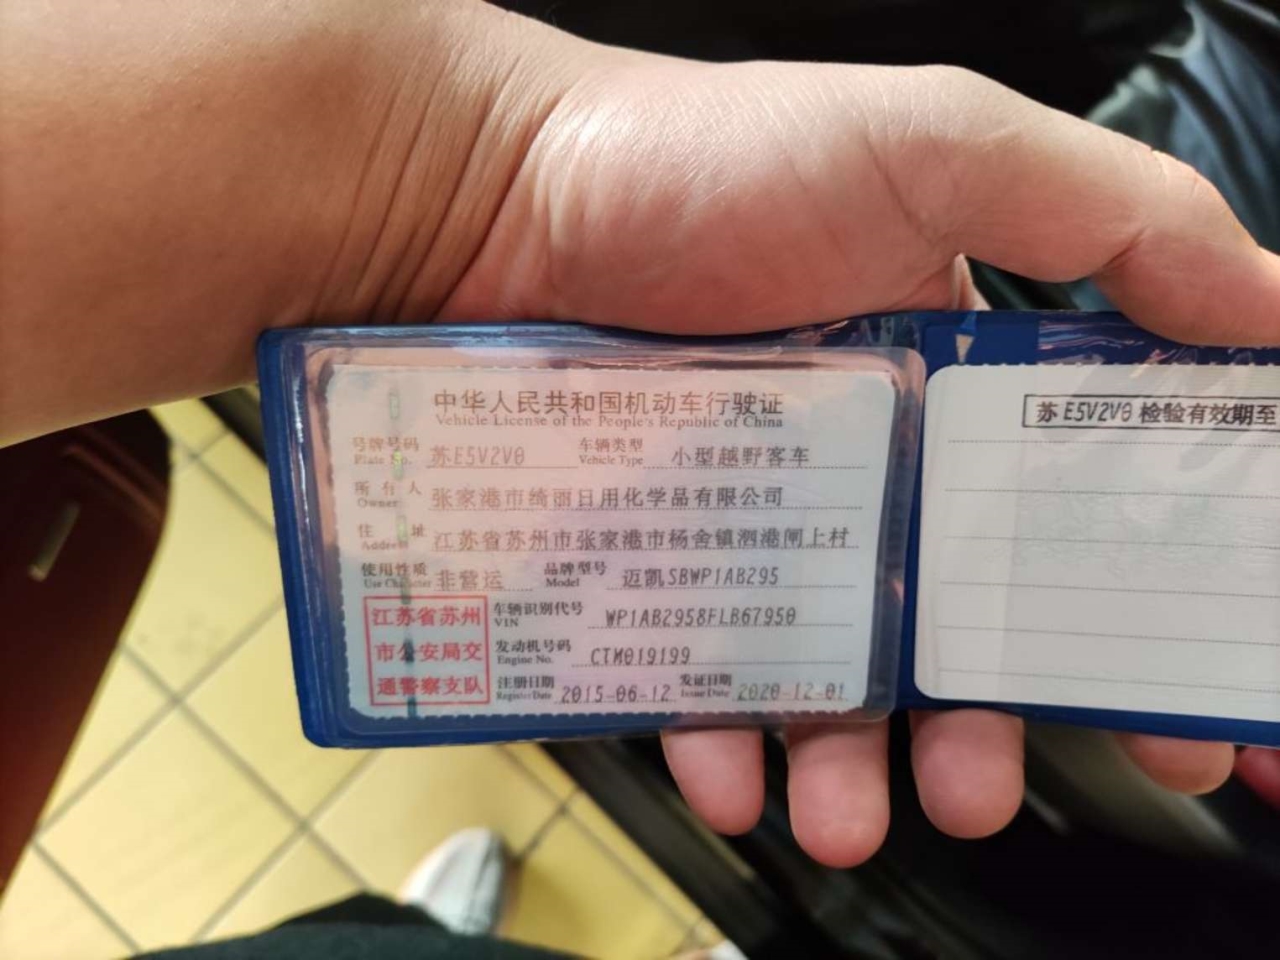 中华人民共和国机动车行驶证
Vehicle License of the People's Republic of China
号牌号码 苏E5V2V0 车辆类型 小型越野客车
Plate No. Vehicle Type
所有人 张家港市绮丽日用化学品有限公司
Owner
住址 江苏省苏州市张家港市杨舍镇泗港闸上村
Address
使用性质 非营运 品牌型号 迈凯SBWP1AB295
Use Character Model
江苏省苏州
市公安局交
通警察支队
车辆识别代号 WP1AB2958FLB67950
VIN
发动机号码 CTM019199
Engine No.
注册日期 2015-06-12 发证日期 2020-12-01
Register Date Issue Date
苏E5V2V0 检验有效期至